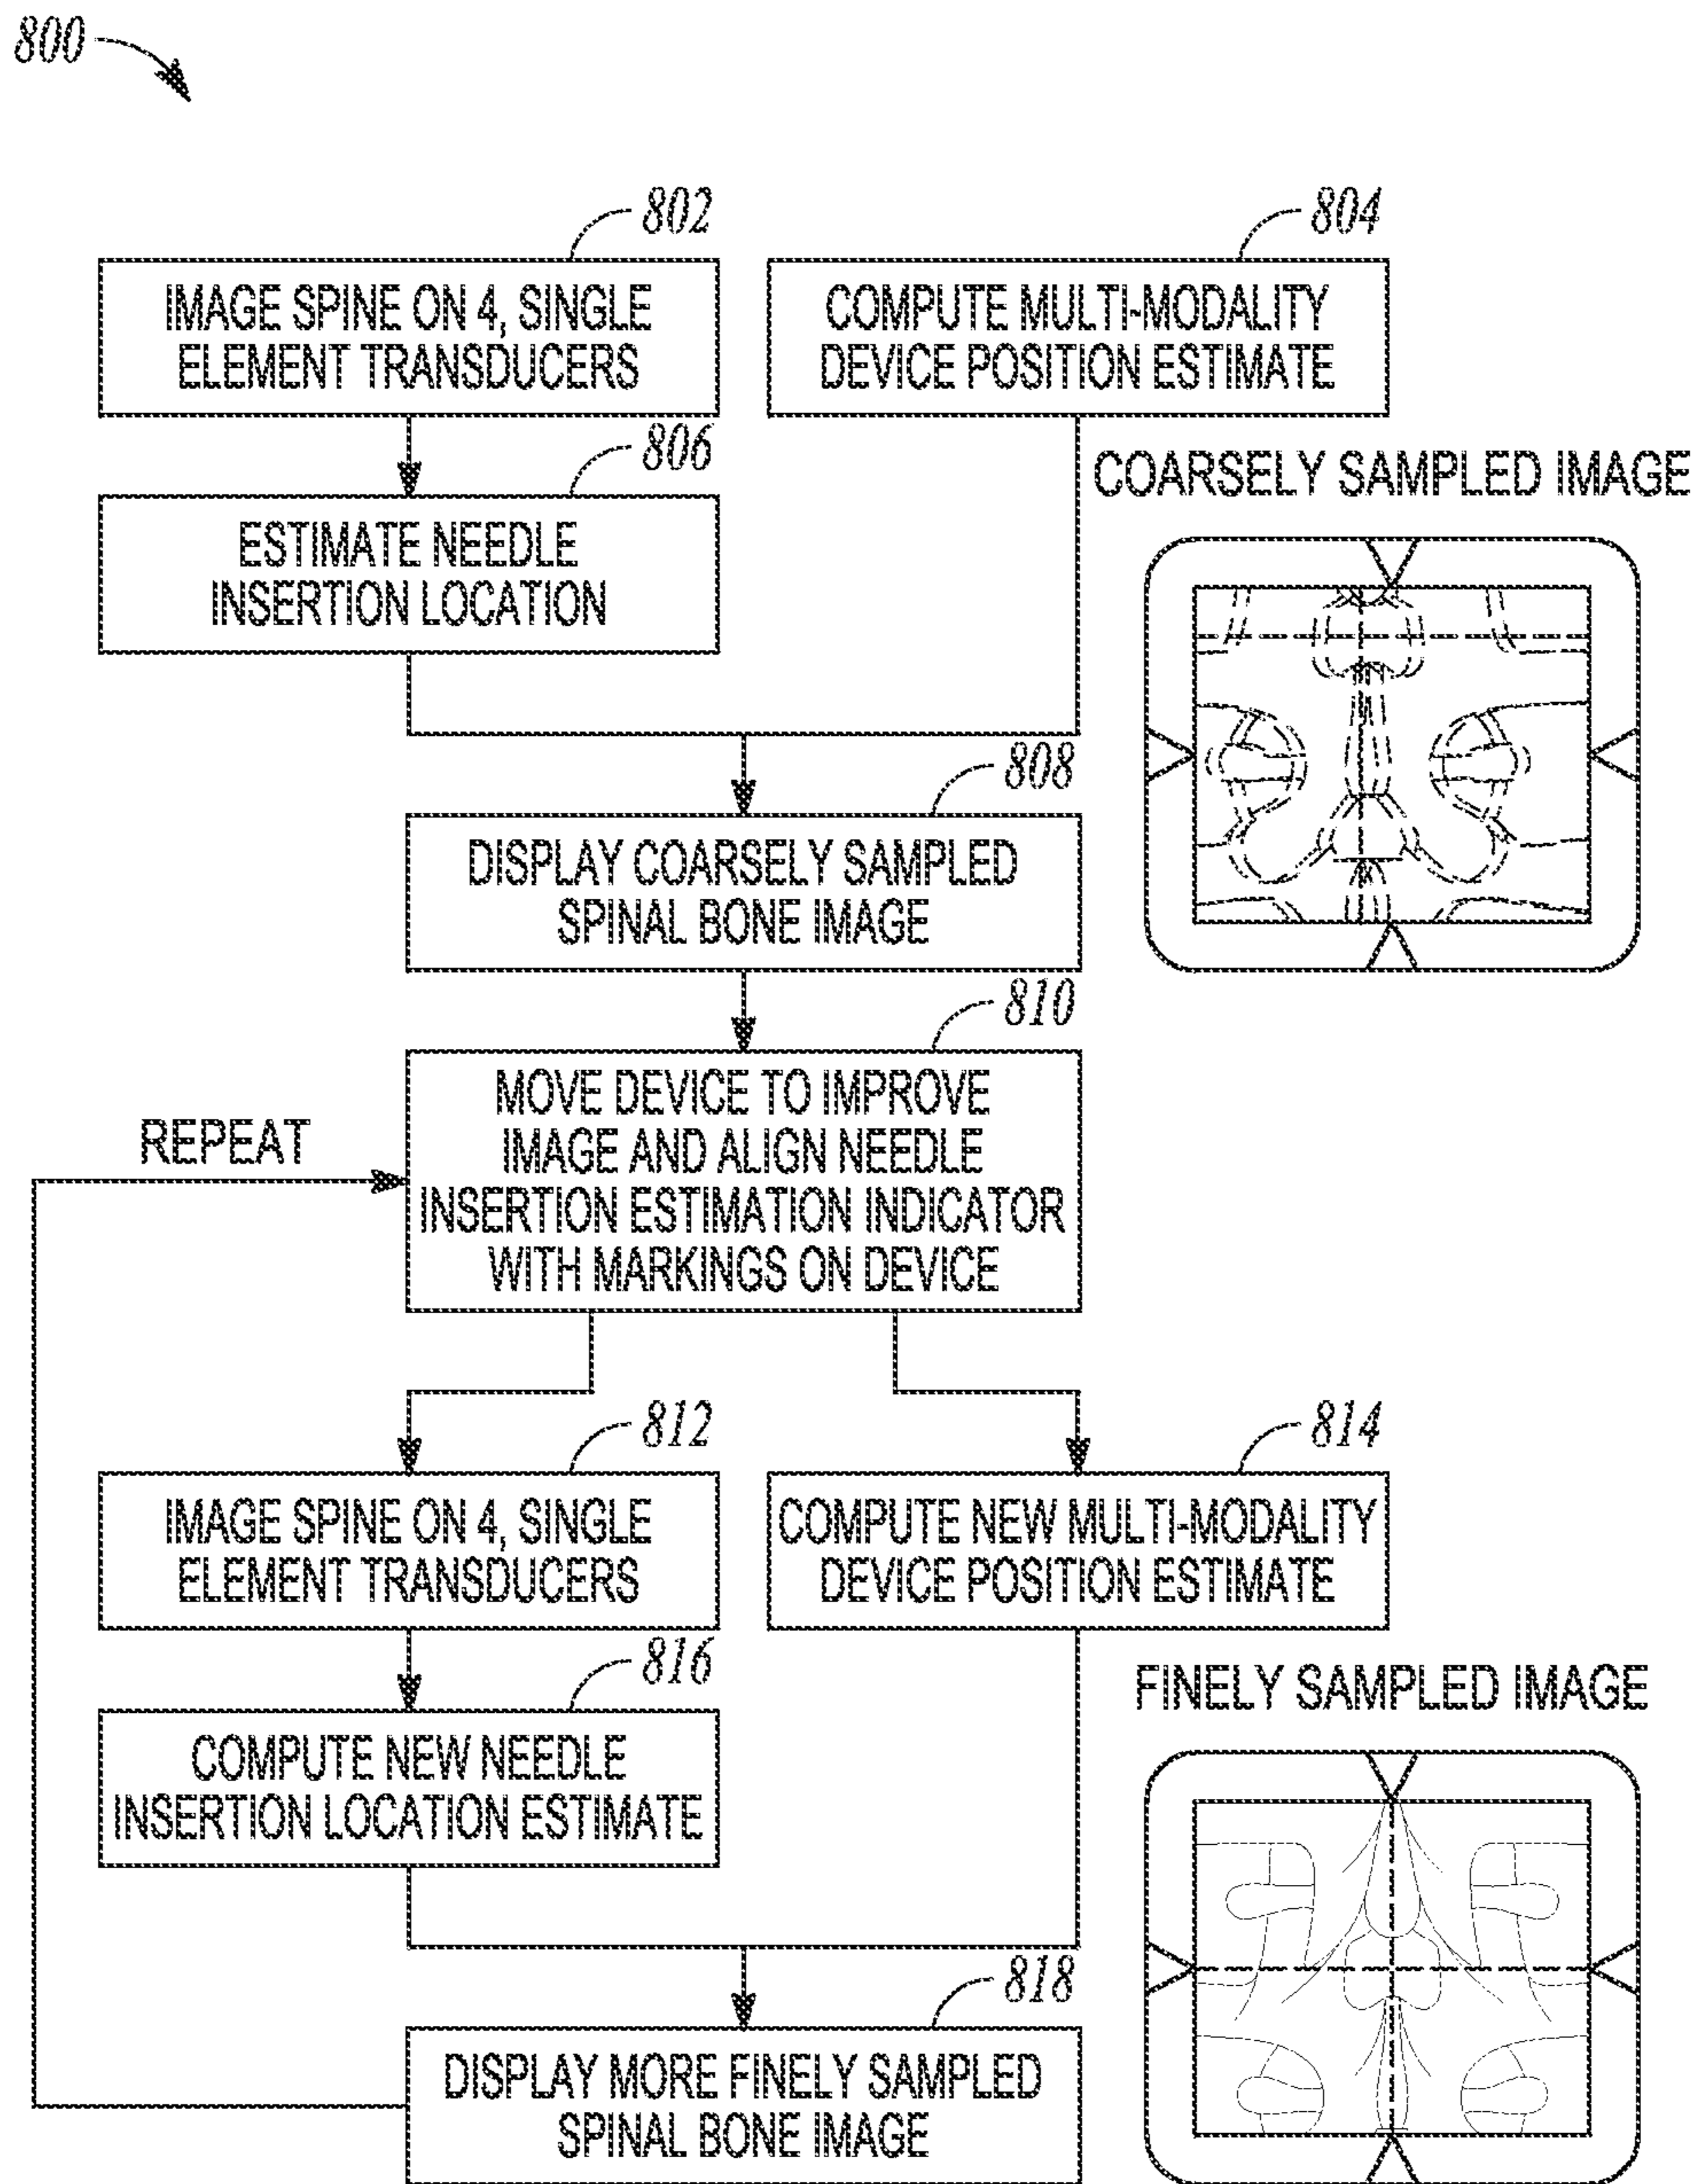 800
802
IMAGE SPINE ON 4, SINGLE
ELEMENT TRANSDUCERS
804
COMPUTE MULTI-MODALITY
DEVICE POSITION ESTIMATE
806
ESTIMATE NEEDLE
INSERTION LOCATION
COARSELY SAMPLED IMAGE
808
DISPLAY COARSELY SAMPLED
SPINAL BONE IMAGE
810
MOVE DEVICE TO IMPROVE
IMAGE AND ALIGN NEEDLE
INSERTION ESTIMATION INDICATOR
WITH MARKINGS ON DEVICE
REPEAT
812
IMAGE SPINE ON 4, SINGLE
ELEMENT TRANSDUCERS
814
COMPUTE NEW MULTI-MODALITY
DEVICE POSITION ESTIMATE
816
COMPUTE NEW NEEDLE
INSERTION LOCATION ESTIMATE
FINELY SAMPLED IMAGE
818
DISPLAY MORE FINELY SAMPLED
SPINAL BONE IMAGE